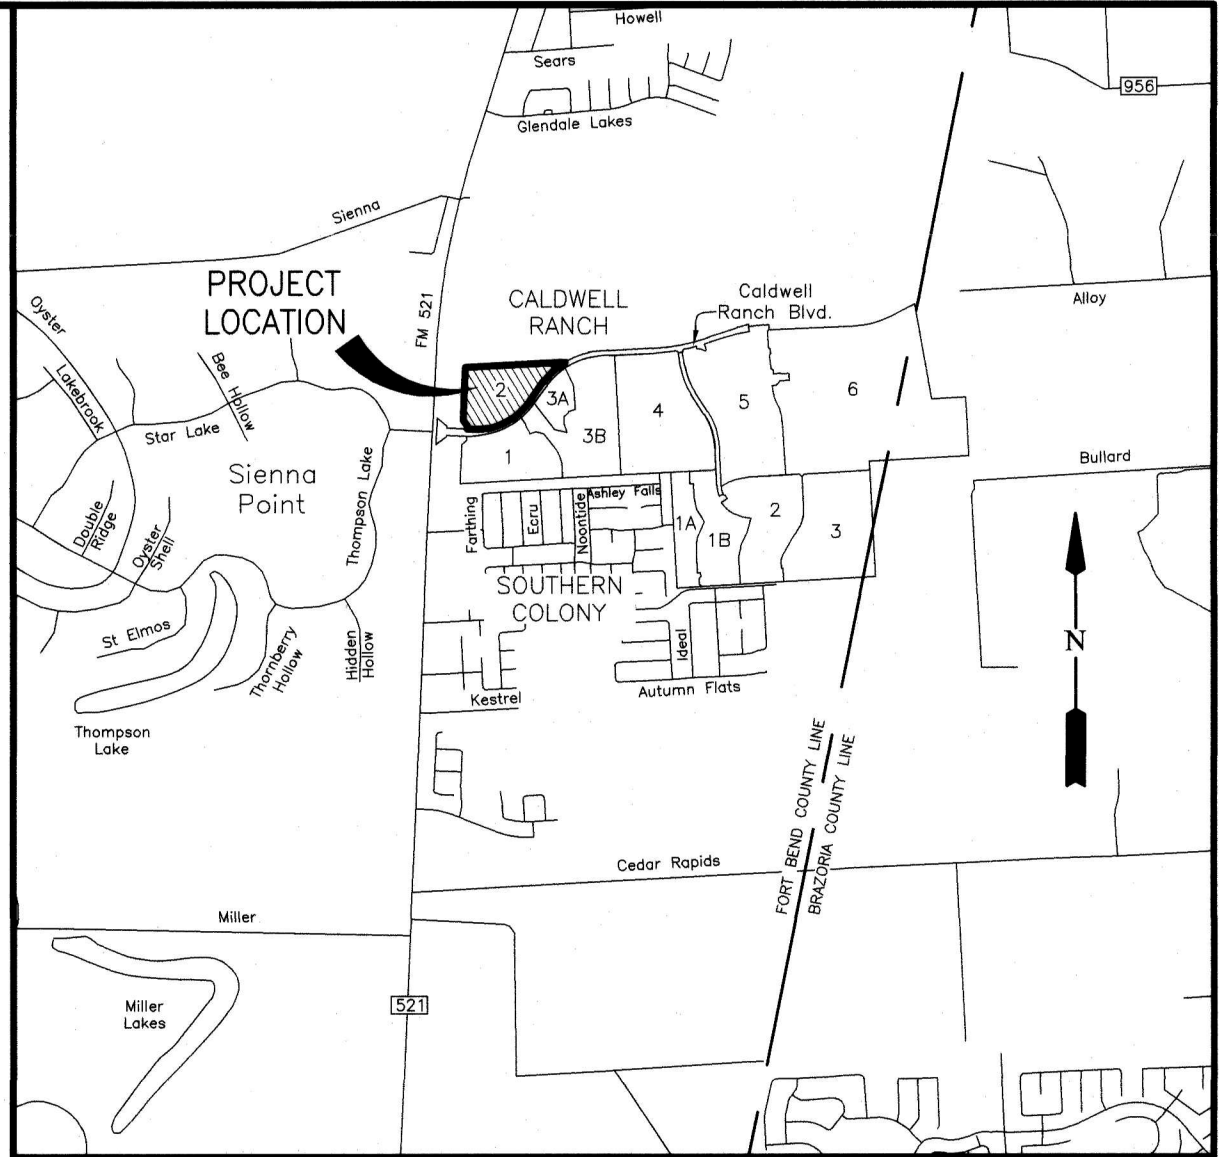 Howell
Sears
Glendale Lakes
956
Sienna
Oyster
PROJECT
LOCATION
FM 521
CALDWELL
RANCH
Caldwell
Ranch Blvd.
Alloy
Lakebrook
Bee Hollow
Star Lake
2
3A
3B
4
5
6
1
Sienna
Point
Thompson Lake
Bullard
Double
Ridge
Oyster
Shell
Farthing
Ecru
Noontide
Ashley Falls
1A
1B
2
3
SOUTHERN
COLONY
St Elmos
Thornberry
Hollow
Hidden
Hollow
Ideal
Kestrel
Autumn Flats
N
Thompson
Lake
FORT BEND COUNTY LINE
BRAZORIA COUNTY LINE
Cedar Rapids
Miller
Miller
Lakes
521